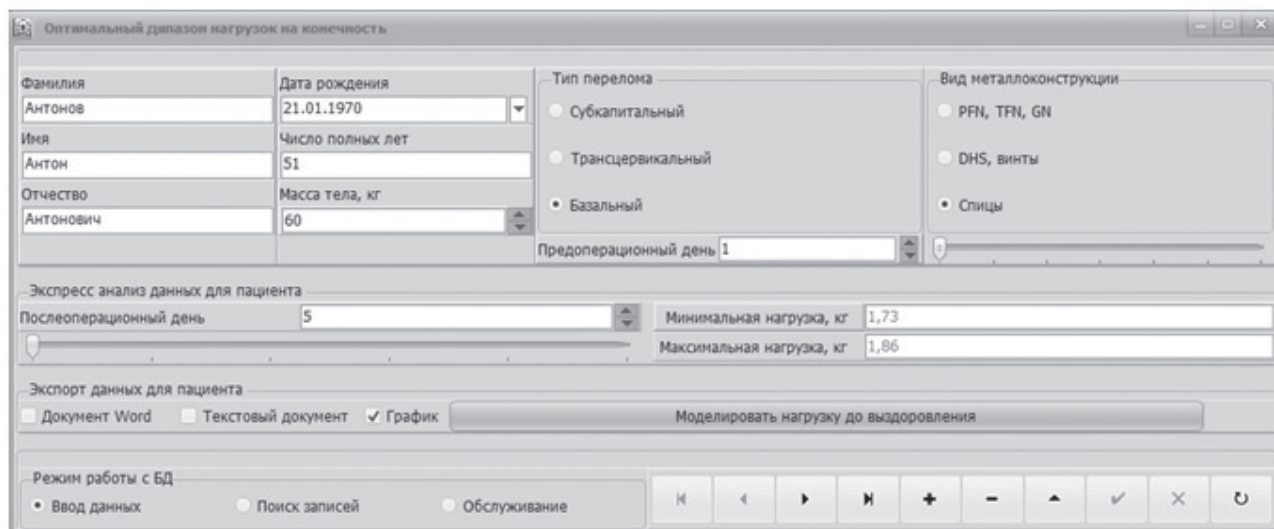 Оптимальный дипазон нагрузок на конечность
Фамилия
Антонов
Имя
Антон
Отчество
Антонович
Дата рождения
21.01.1970
Число полных лет
51
Масса тела, кг
60
Тип перелома
Субкапитальный
Трансцервикальный
Базальный
Предоперационный день 1
Вид металлоконструкции
PFN, TFN, GN
DHS, винты
Спицы
Экспресс анализ данных для пациента
Послеоперационный день 5
Минимальная нагрузка, кг 1,73
Максимальная нагрузка, кг 1,86
Экспорт данных для пациента
Документ Word Текстовый документ График Моделировать нагрузку до выздоровления
Режим работы с БД
Ввод данных Поиск записей Обслуживание